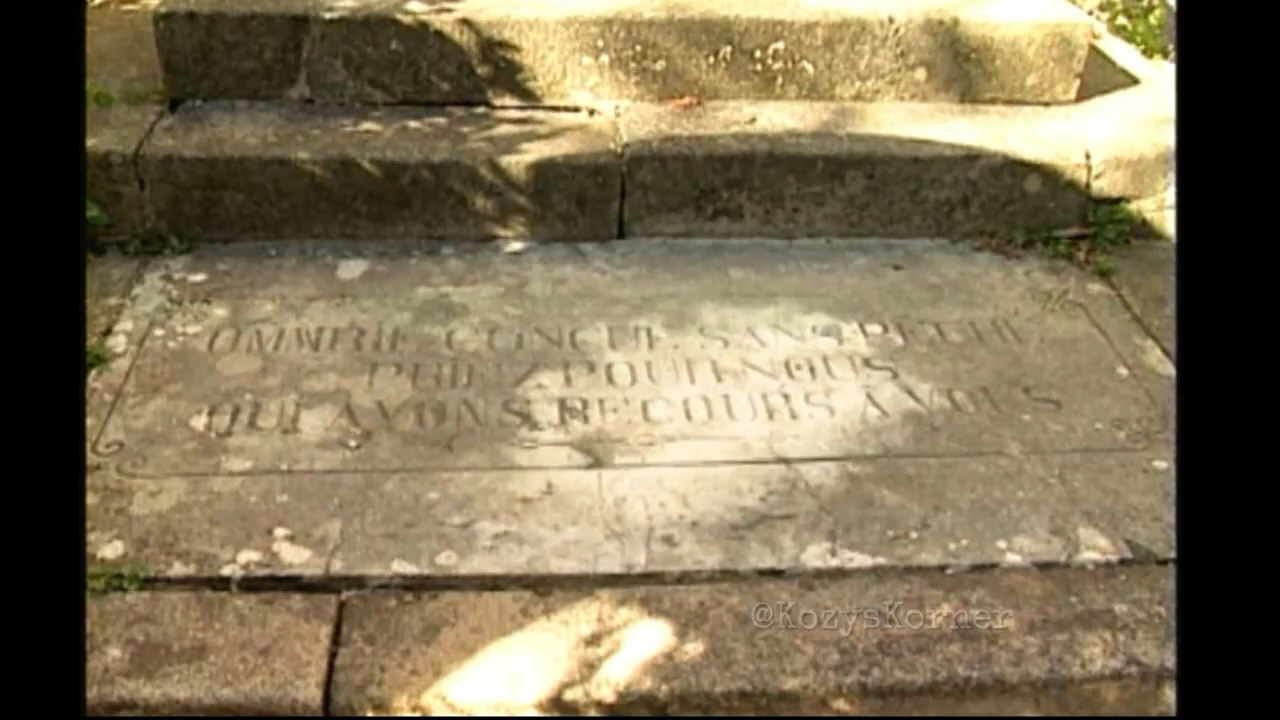 O MARIE CONCUE SANS PECHE
PRIEZ POUR NOUS
QUI AVONS RECOURS A VOUS
@KozysKorner